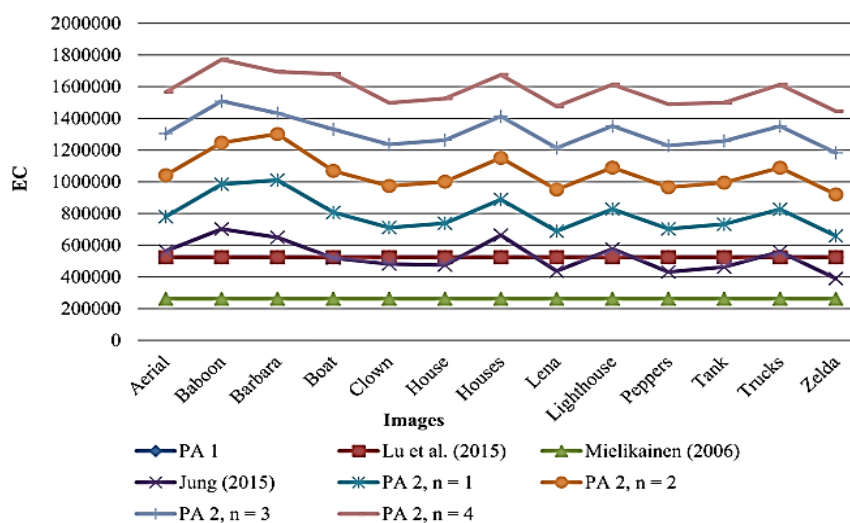 2000000
1800000
1600000
1400000
1200000
1000000
800000
600000
400000
200000
0
EC
Aerial
Baboon
Barbara
Boat
Clown
House
Houses
Lena
Lighthouse
Peppers
Tank
Trucks
Zelda
Images
PA 1 Lu et al. (2015) Mielikainen (2006)
Jung (2015) PA 2, n = 1 PA 2, n = 2
PA 2, n = 3 PA 2, n = 4